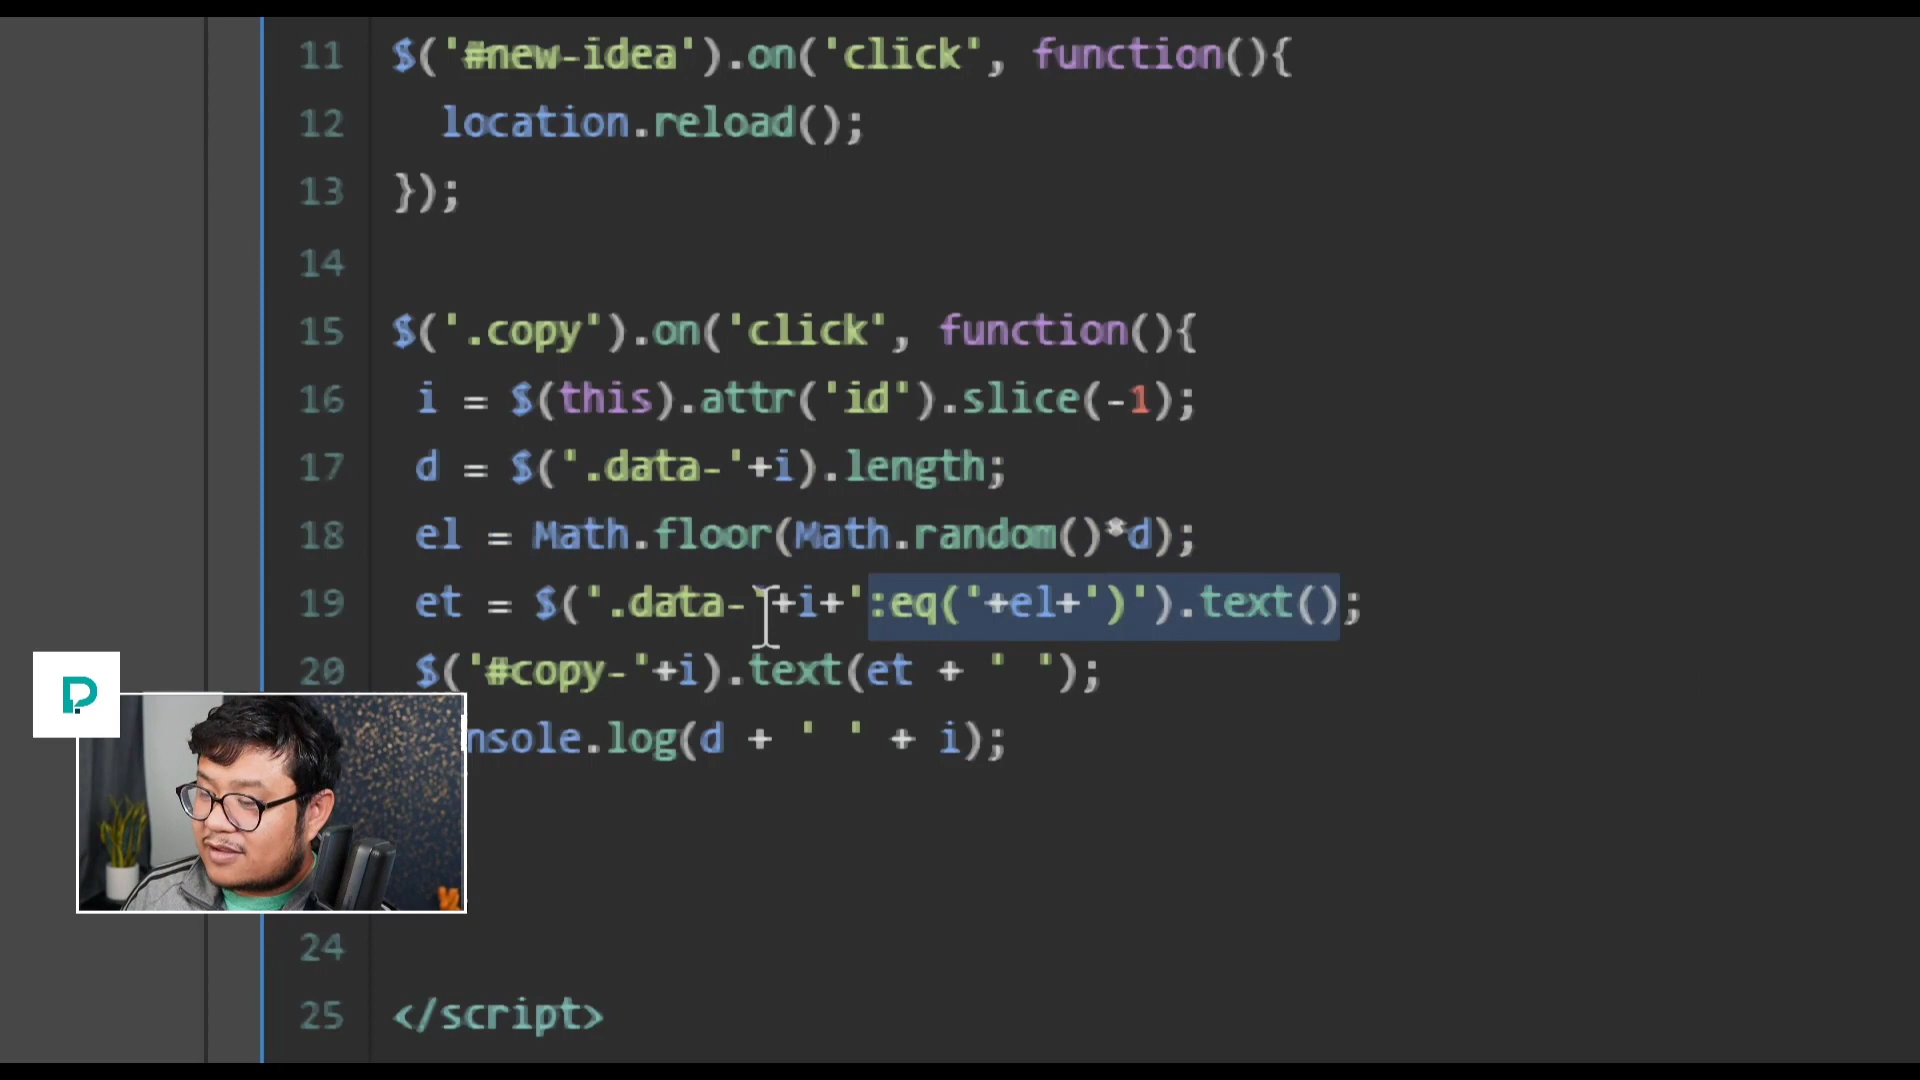 11 $('#new-idea').on('click', function(){
12 location.reload();
13 });
14
15 $('.copy').on('click', function(){
16 i = $(this).attr('id').slice(-1);
17 d = $('.data-'+i).length;
18 el = Math.floor(Math.random()*d);
19 et = $('.data-'+i+':eq('+el+')').text();
20 $('#copy-'+i).text(et + ' ');
nsole.log(d + ' ' + i);
24
25 </script>